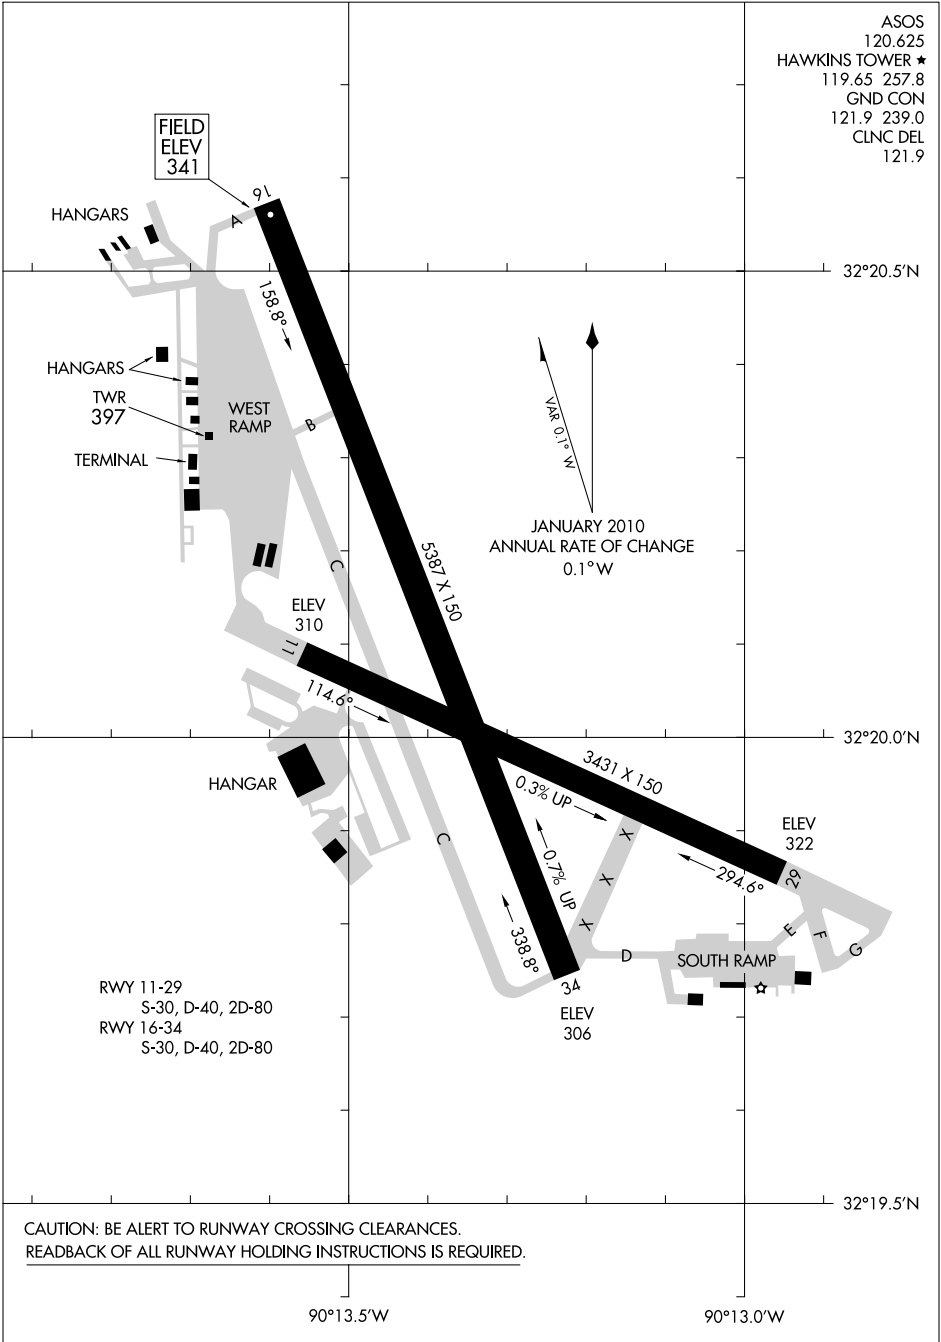 ASOS
120.625
HAWKINS TOWER ★
119.65 257.8
GND CON
121.9 239.0
CLNC DEL
121.9
FIELD
ELEV
341
16
A
HANGARS
32°20.5'N
158.8°
HANGARS
TWR
397
WEST
RAMP
B
TERMINAL
VAR 0.1° W
JANUARY 2010
ANNUAL RATE OF CHANGE
0.1° W
5387 X 150
C
ELEV
310
11
114.6°
32°20.0'N
HANGAR
3431 X 150
0.3% UP
ELEV
322
X
X
X
C
0.7% UP
294.6°
29
338.8°
E
F
G
D
SOUTH RAMP
34
ELEV
306
RWY 11-29
S-30, D-40, 2D-80
RWY 16-34
S-30, D-40, 2D-80
32°19.5'N
CAUTION: BE ALERT TO RUNWAY CROSSING CLEARANCES.
READBACK OF ALL RUNWAY HOLDING INSTRUCTIONS IS REQUIRED.
90°13.5'W
90°13.0'W